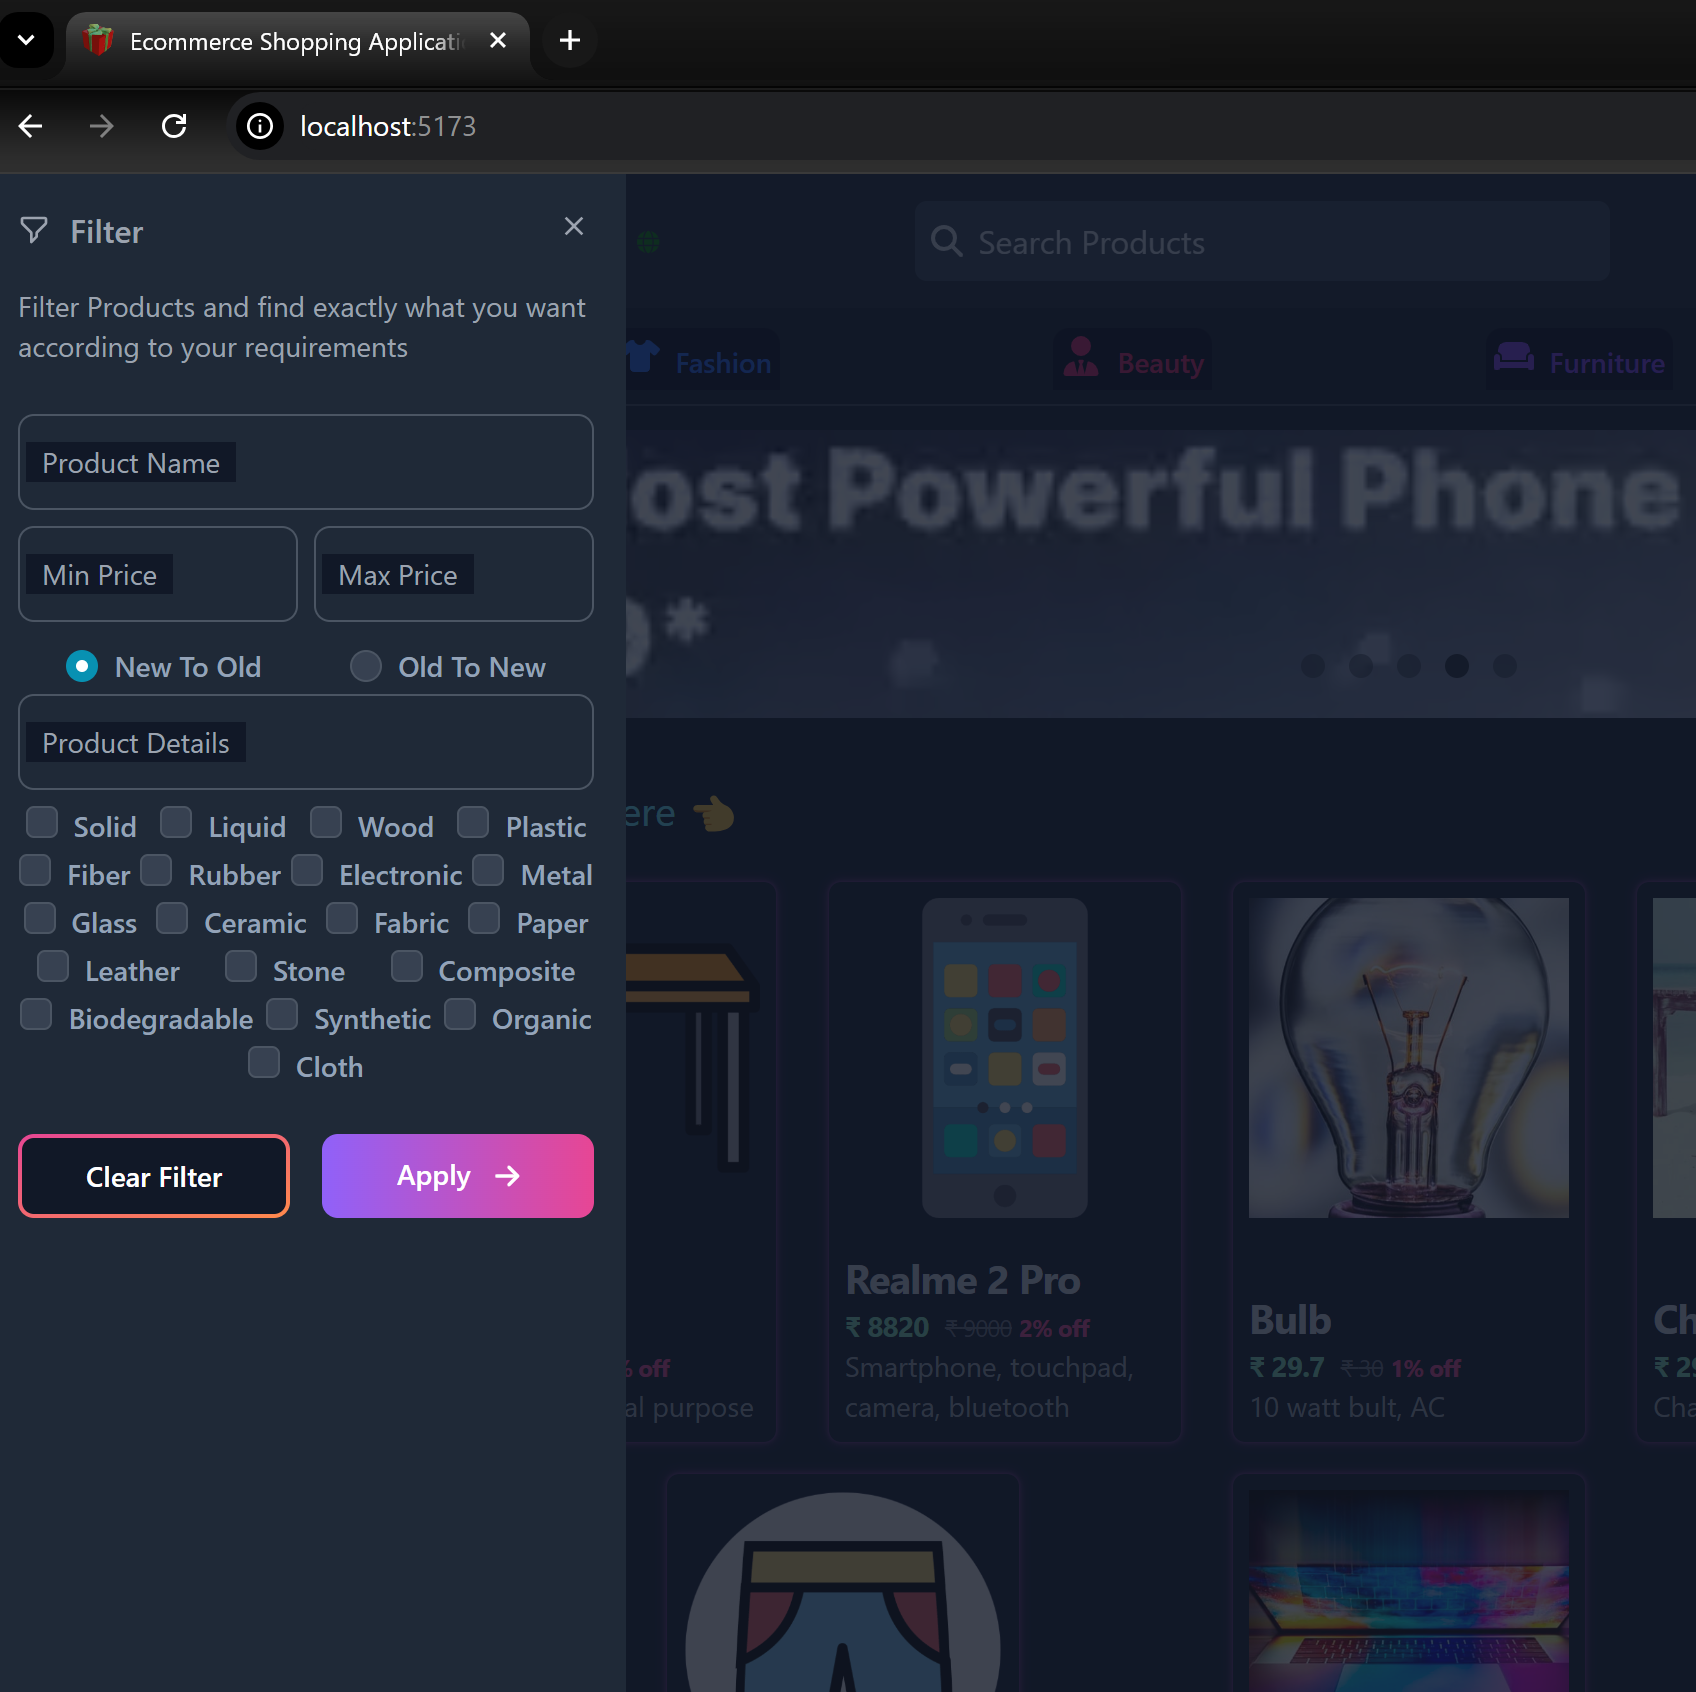 Ecommerce Shopping Applicati
localhost:5173
Filter
Search Products
Filter Products and find exactly what you want
according to your requirements
Fashion
Beauty
Furniture
Product Name
ost Powerful Phone
Min Price
Max Price
*
New To Old
Old To New
Product Details
ere
Solid
Liquid
Wood
Plastic
Fiber
Rubber
Electronic
Metal
Glass
Ceramic
Fabric
Paper
Leather
Stone
Composite
Biodegradable
Synthetic
Organic
Cloth
Clear Filter
Apply
% off
al purpose
Realme 2 Pro
₹ 8820 ₹ 9000 2% off
Smartphone, touchpad,
camera, bluetooth
Bulb
₹ 29.7 ₹ 30 1% off
10 watt bult, AC
Ch
₹ 29
Cha